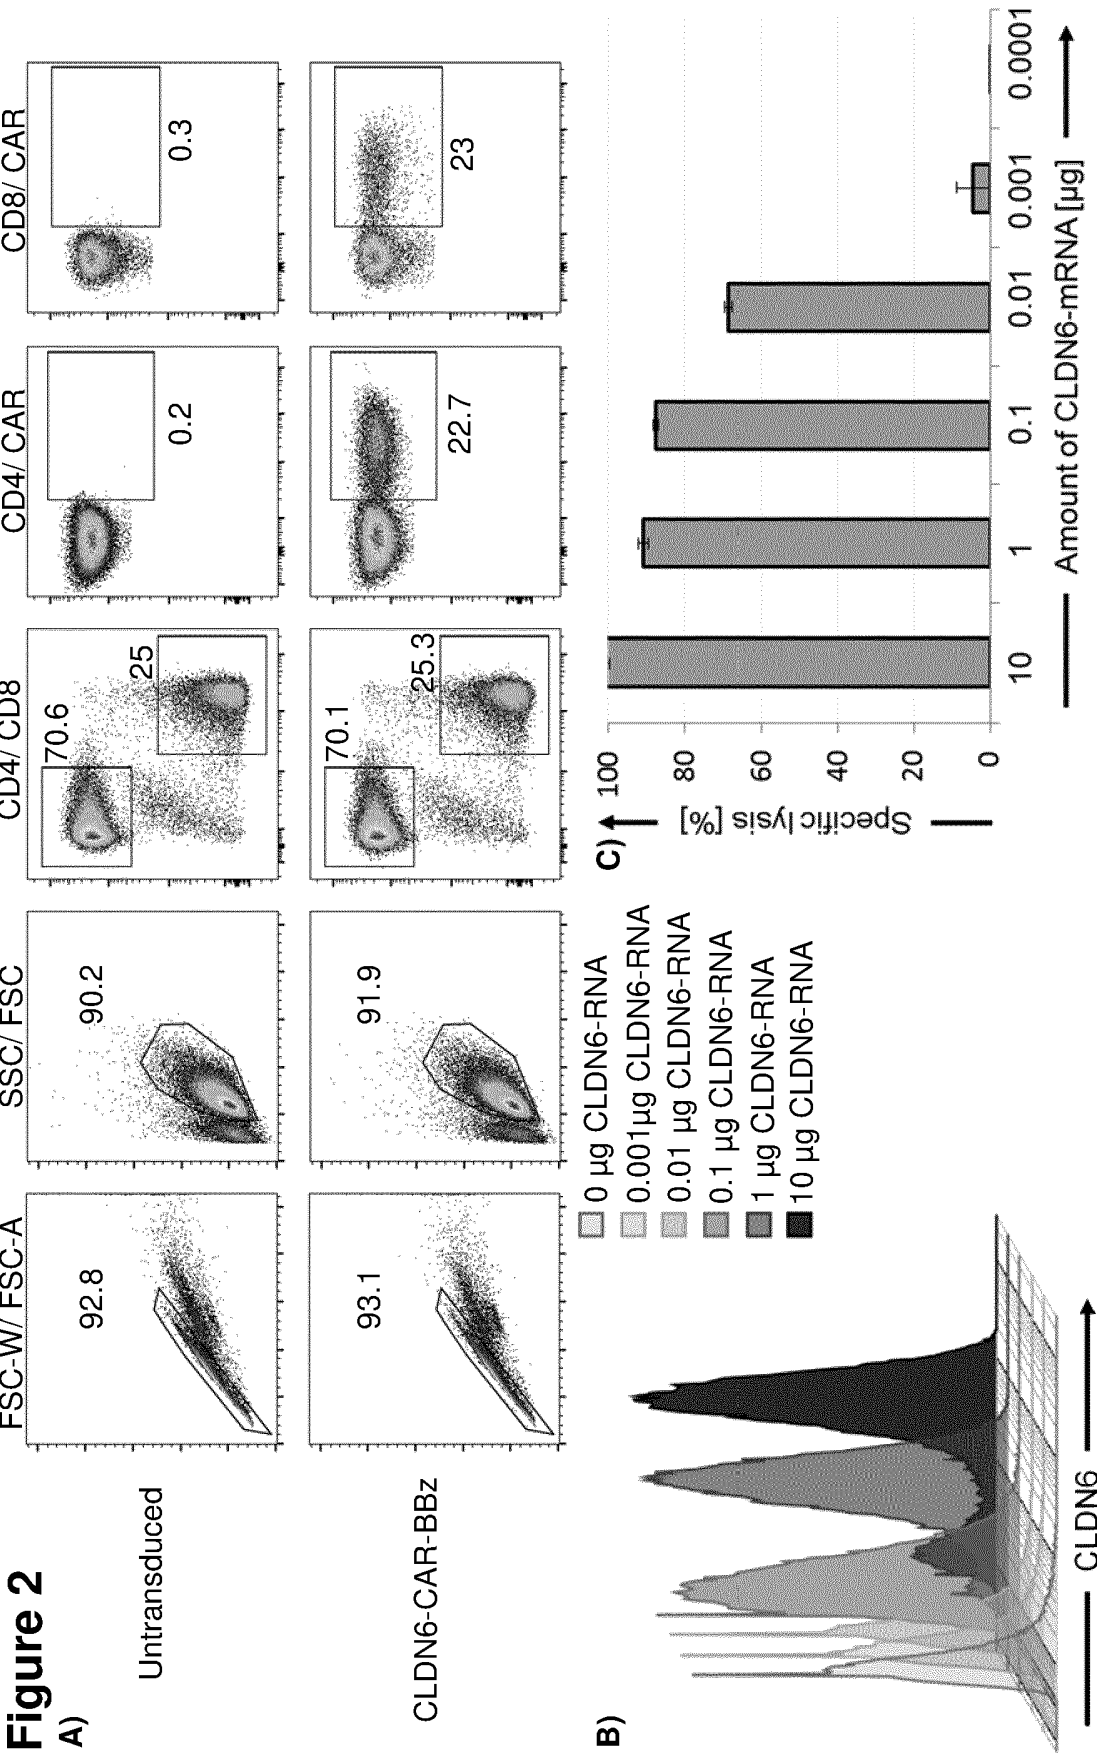 Figure 2
A)
FSC-W/ FSC-A
SSC/ FSC
CD4/ CD8
CD4/ CAR
CD8/ CAR
Untransduced
92.8
90.2
70.6
25
0.2
0.3
CLDN6-CAR-BBz
93.1
91.9
70.1
25.3
22.7
23
B)
0 µg CLDN6-RNA
0.001µg CLDN6-RNA
0.01 µg CLDN6-RNA
0.1 µg CLDN6-RNA
1 µg CLDN6-RNA
10 µg CLDN6-RNA
CLDN6
C)
Specific lysis [%]
100
80
60
40
20
0
10
1
0.1
0.01
0.001
0.0001
Amount of CLDN6-mRNA [µg]